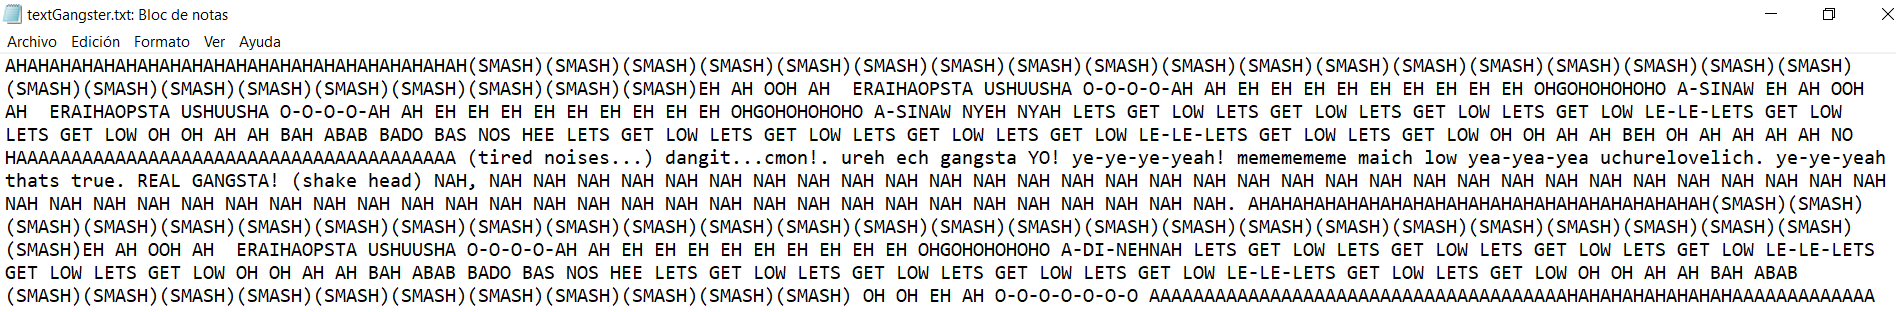 AHAHAHAHAHAHAHAHAHAHAHAHAHAHAHAHAHAHAHAHAH(SMASH)(SMASH)(SMASH)(SMASH)(SMASH)(SMASH)(SMASH)(SMASH)(SMASH)(SMASH)(SMASH)(SMASH)(SMASH)(SMASH)(SMASH)(SMASH)(SMASH)(SMASH)
(SMASH)(SMASH)(SMASH)(SMASH)(SMASH)(SMASH)(SMASH)(SMASH)(SMASH)EH AH OOH AH  ERAIHAOPSTA USHUUSHA O-O-O-O-AH AH EH EH EH EH EH EH EH EH EH OHGOHOHOHOHO A-SINAW EH AH OOH
AH  ERAIHAOPSTA USHUUSHA O-O-O-O-AH AH EH EH EH EH EH EH EH EH EH OHGOHOHOHOHO A-SINAW NYEH NYAH LETS GET LOW LETS GET LOW LETS GET LOW LETS GET LOW LE-LE-LETS GET LOW
LETS GET LOW OH OH AH AH BAH ABAB BADO BAS NOS HEE LETS GET LOW LETS GET LOW LETS GET LOW LETS GET LOW LE-LE-LETS GET LOW LETS GET LOW OH OH AH AH BEH OH AH AH AH AH NO
HAAAAAAAAAAAAAAAAAAAAAAAAAAAAAAAAAAAAAAAA (tired noises...) dangit...cmon!. ureh ech gangsta YO! ye-ye-ye-yeah! mememememe maich low yea-yea-yea uchurelovelich. ye-ye-yeah
thats true. REAL GANGSTA! (shake head) NAH, NAH NAH NAH NAH NAH NAH NAH NAH NAH NAH NAH NAH NAH NAH NAH NAH NAH NAH NAH NAH NAH NAH NAH NAH NAH NAH NAH NAH NAH NAH NAH NAH
NAH NAH NAH NAH NAH NAH NAH NAH NAH NAH NAH NAH NAH NAH NAH NAH NAH NAH NAH NAH NAH NAH NAH NAH NAH NAH NAH NAH. AHAHAHAHAHAHAHAHAHAHAHAHAHAHAHAHAHAHAHAHAH(SMASH)(SMASH)
(SMASH)(SMASH)(SMASH)(SMASH)(SMASH)(SMASH)(SMASH)(SMASH)(SMASH)(SMASH)(SMASH)(SMASH)(SMASH)(SMASH)(SMASH)(SMASH)(SMASH)(SMASH)(SMASH)(SMASH)(SMASH)(SMASH)(SMASH)(SMASH)
(SMASH)EH AH OOH AH  ERAIHAOPSTA USHUUSHA O-O-O-O-AH AH EH EH EH EH EH EH EH EH EH OHGOHOHOHOHO A-DI-NEHNAH LETS GET LOW LETS GET LOW LETS GET LOW LETS GET LOW LE-LE-LETS
GET LOW LETS GET LOW OH OH AH AH BAH ABAB BADO BAS NOS HEE LETS GET LOW LETS GET LOW LETS GET LOW LETS GET LOW LE-LE-LETS GET LOW LETS GET LOW OH OH AH AH BAH ABAB
(SMASH)(SMASH)(SMASH)(SMASH)(SMASH)(SMASH)(SMASH)(SMASH)(SMASH)(SMASH)(SMASH) OH OH EH AH O-O-O-O-O-O-O AAAAAAAAAAAAAAAAAAAAAAAAAAAAAAAAAAAAAAHAHAHAHAHAHAHAHAAAAAAAAAAAAA